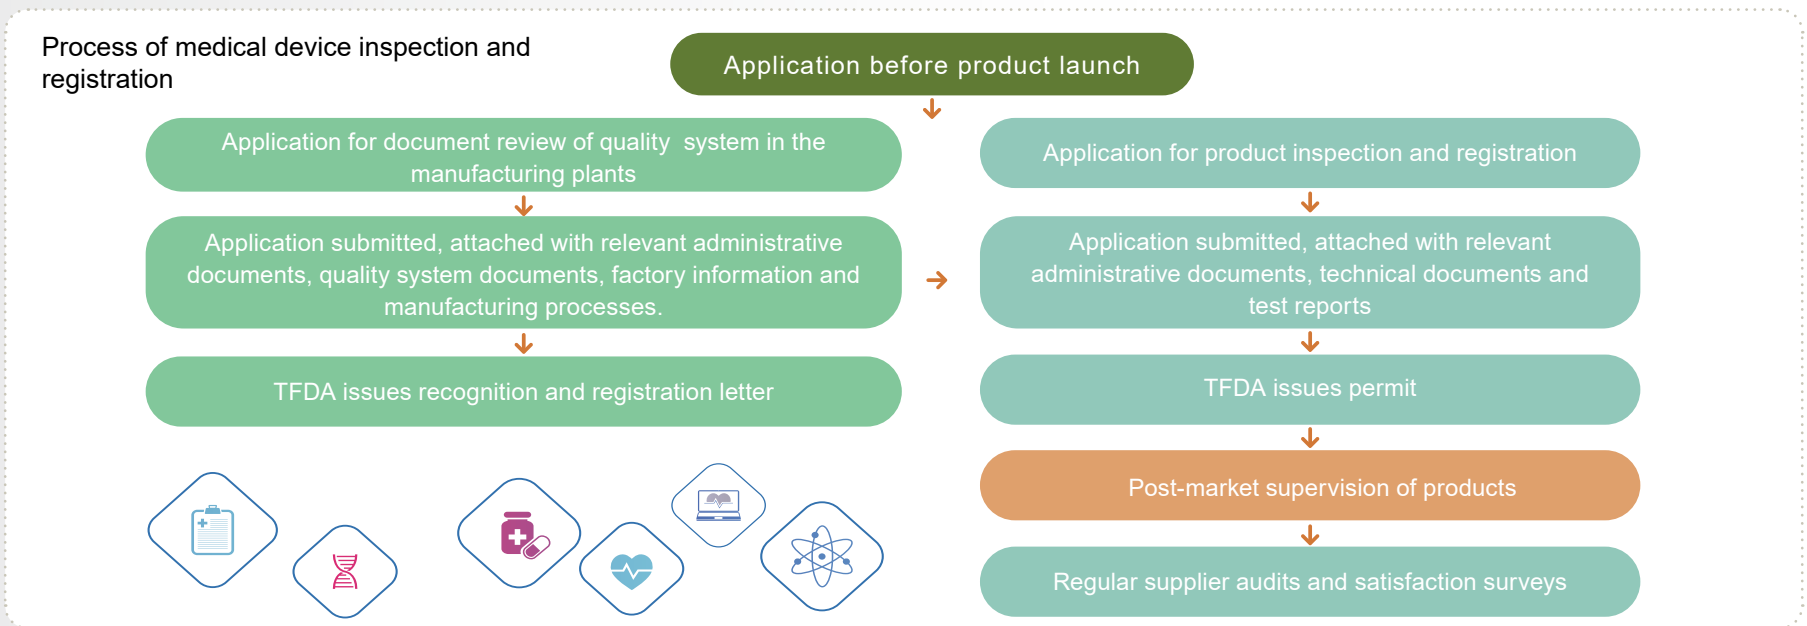 Process of medical device inspection and
registration
Application before product launch
Application for document review of quality  system in the
manufacturing plants
Application submitted, attached with relevant administrative
documents, quality system documents, factory information and
manufacturing processes.
TFDA issues recognition and registration letter
Application for product inspection and registration
Application submitted, attached with relevant
administrative documents, technical documents and
test reports
TFDA issues permit
Post-market supervision of products
Regular supplier audits and satisfaction surveys